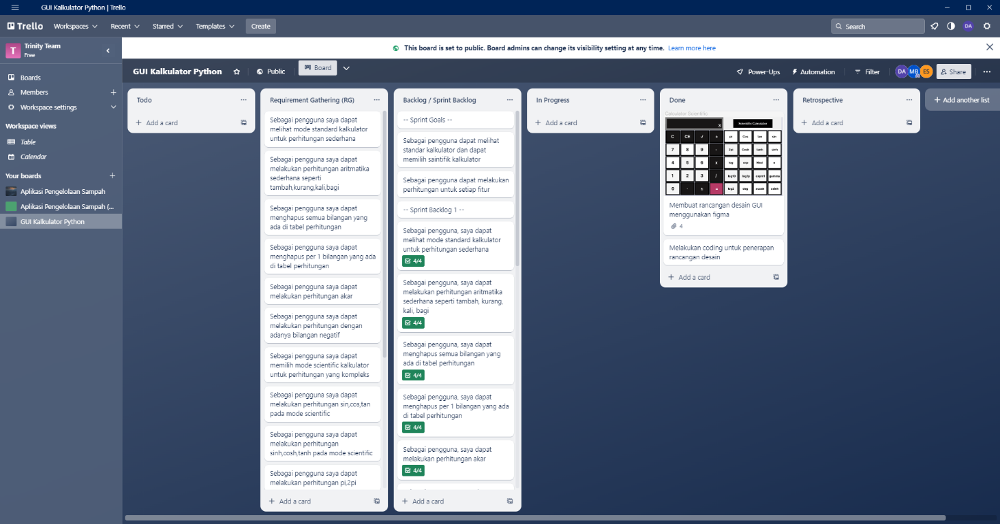 GUI Kalkulator Python | Trello
Trello
Workspaces
Recent
Starred
Templates
Create
Search
DA
T
Trinity Team
Free
This board is set to public. Board admins can change its visibility setting at any time. Learn more here
GUI Kalkulator Python
Public
Board
Power-Ups
Automation
Filter
DA
MB
ES
Share
Boards
Members
Workspace settings
Workspace views
Table
Calendar
Your boards
Aplikasi Pengelolaan Sampah
Aplikasi Pengelolaan Sampah (...
GUI Kalkulator Python
Todo
Add a card
Requirement Gathering (RG)
Sebagai pengguna saya dapat
melihat mode standard kalkulator
untuk perhitungan sederhana
Sebagai pengguna saya dapat
melakukan perhitungan aritmatika
sederhana seperti
tambah,kurang,kali,bagi
Sebagai pengguna saya dapat
menghapus semua bilangan yang
ada di tabel perhitungan
Sebagai pengguna saya dapat
menghapus per 1 bilangan yang ada
di tabel perhitungan
Sebagai pengguna saya dapat
melakukan perhitungan akar
Sebagai pengguna saya dapat
melakukan perhitungan dengan
adanya bilangan negatif
Sebagai pengguna saya dapat
memilih mode scientific kalkulator
untuk perhitungan yang kompleks
Sebagai pengguna saya dapat
melakukan perhitungan sin,cos,tan
pada mode scientific
Sebagai pengguna saya dapat
melakukan perhitungan
sinh,cosh,tanh pada mode scientific
Sebagai pengguna saya dapat
melakukan perhitungan pi,2pi
Add a card
Backlog / Sprint Backlog
-- Sprint Goals --
Sebagai pengguna dapat melihat
standar kalkulator dan dapat
memilih saintifik kalkulator
Sebagai pengguna dapat melakukan
perhitungan untuk setiap fitur
-- Sprint Backlog 1 --
Sebagai pengguna, saya dapat
melihat mode standard kalkulator
untuk perhitungan sederhana
4/4
Sebagai pengguna, saya dapat
melakukan perhitungan aritmatika
sederhana seperti tambah, kurang,
kali, bagi
4/4
Sebagai pengguna, saya dapat
menghapus semua bilangan yang
ada di tabel perhitungan
4/4
Sebagai pengguna, saya dapat
menghapus per 1 bilangan yang ada
di tabel perhitungan
4/4
Sebagai pengguna, saya dapat
melakukan perhitungan akar
4/4
Add a card
In Progress
Add a card
Done
Calculator Scientific
3
Scientific Calculator
C CE √ + pi Cos tan sin
7 8 9 - 2pi Cosh tanh sinh
4 5 6 x log exp Mod e
1 2 3 / log10 log1p expm1 gamma
0 . ± = log2 deg acosh asinh
Membuat rancangan desain GUI
menggunakan figma
4
Melakukan coding untuk penerapan
rancangan desain
Add a card
Retrospective
Add a card
Add another list